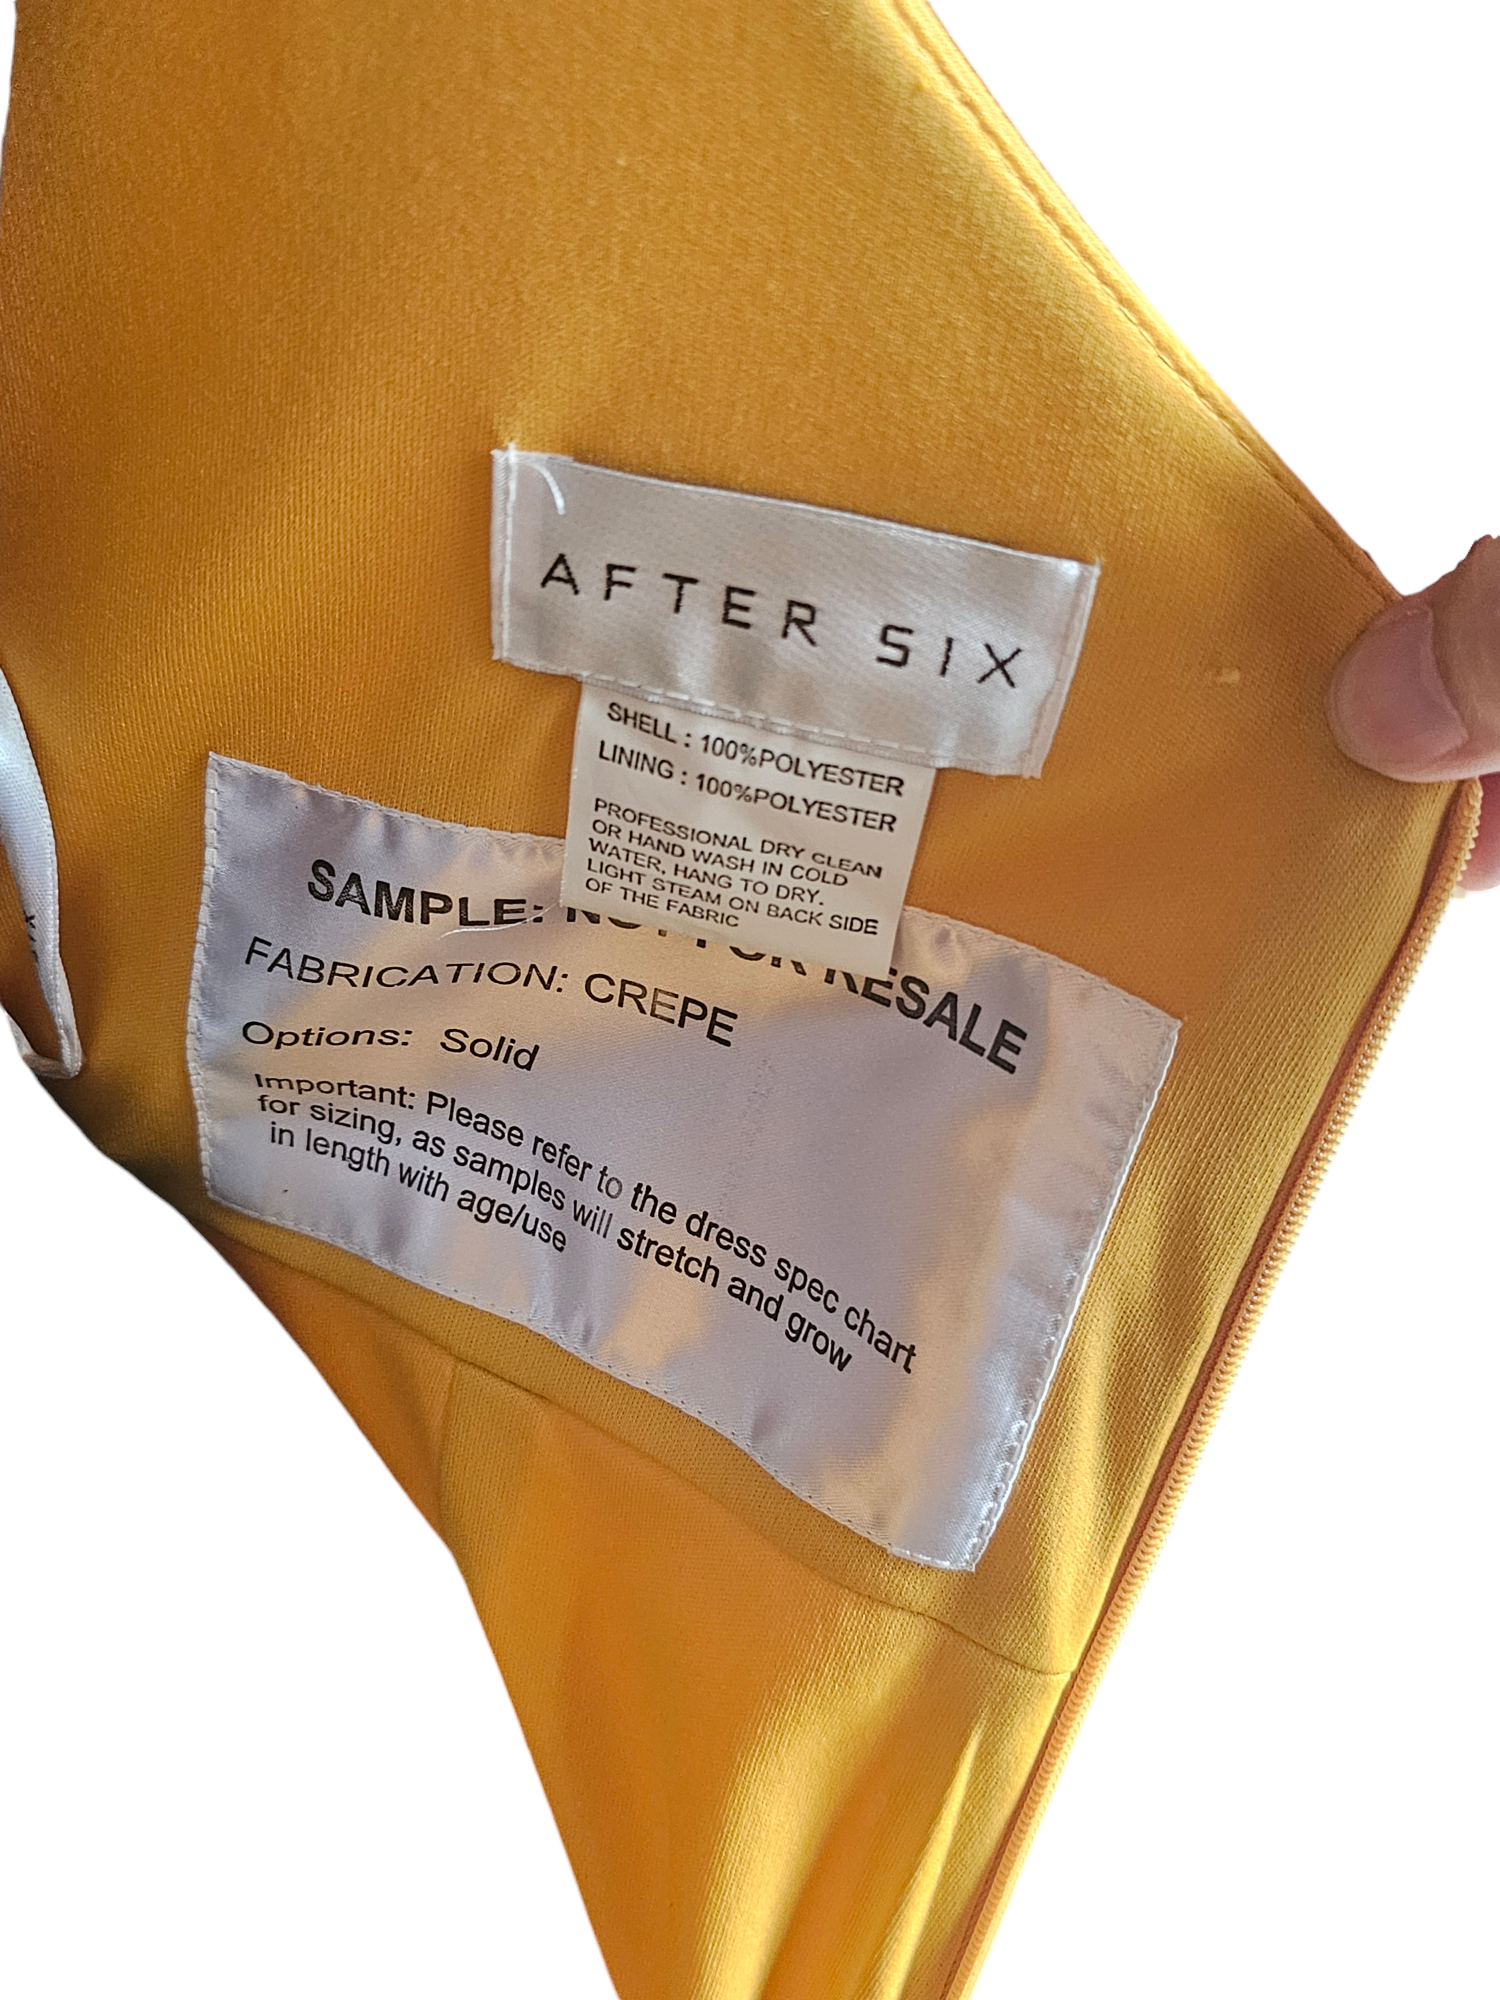 AFTER SIX
SHELL : 100%POLYESTER
LINING : 100%POLYESTER
PROFESSIONAL DRY CLEAN
OR HAND WASH IN COLD
WATER, HANG TO DRY.
LIGHT STEAM ON BACK SIDE
OF THE FABRIC
SAMPLE: NOT FOR RESALE
FABRICATION: CREPE
Options: Solid
Important: Please refer to the dress spec chart
for sizing, as samples will stretch and grow
in length with age/use